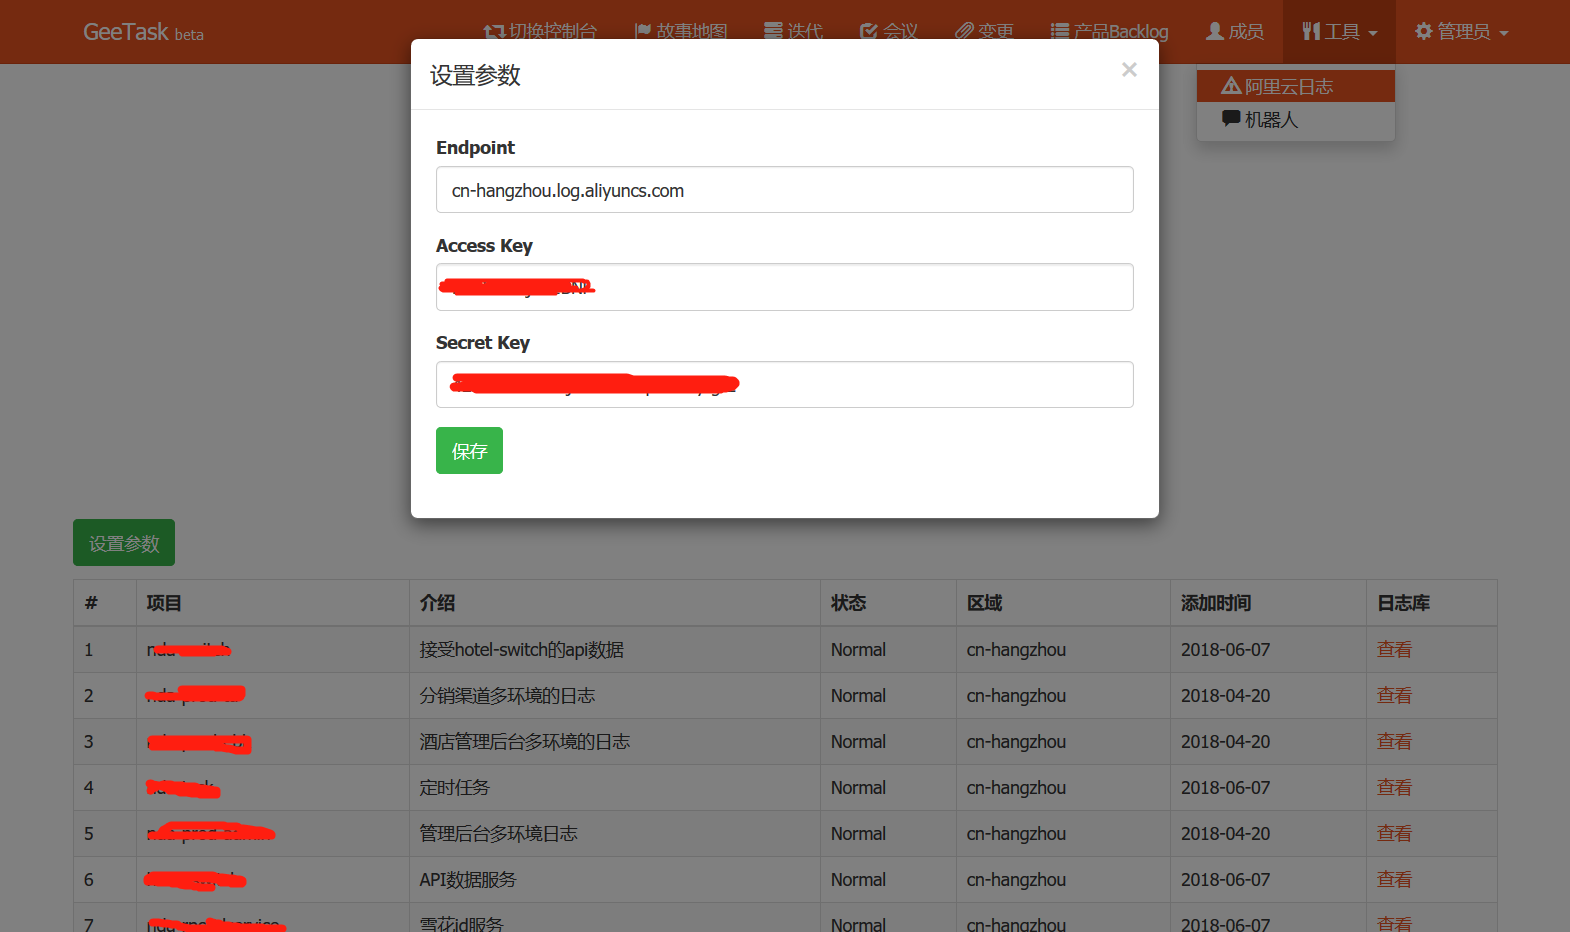 GeeTask beta 切换控制台 故事地图 迭代 会议 变更 产品Backlog 成员 工具 管理员
阿里云日志
机器人
设置参数 ×
Endpoint
cn-hangzhou.log.aliyuncs.com
Access Key
Secret Key
保存
设置参数
# 项目 介绍 状态 区域 添加时间 日志库
1 接受hotel-switch的api数据 Normal cn-hangzhou 2018-06-07 查看
2 分销渠道多环境的日志 Normal cn-hangzhou 2018-04-20 查看
3 酒店管理后台多环境的日志 Normal cn-hangzhou 2018-04-20 查看
4 定时任务 Normal cn-hangzhou 2018-06-07 查看
5 管理后台多环境日志 Normal cn-hangzhou 2018-04-20 查看
6 API数据服务 Normal cn-hangzhou 2018-06-07 查看
7 雪花id服务 Normal cn-hangzhou 2018-06-07 查看